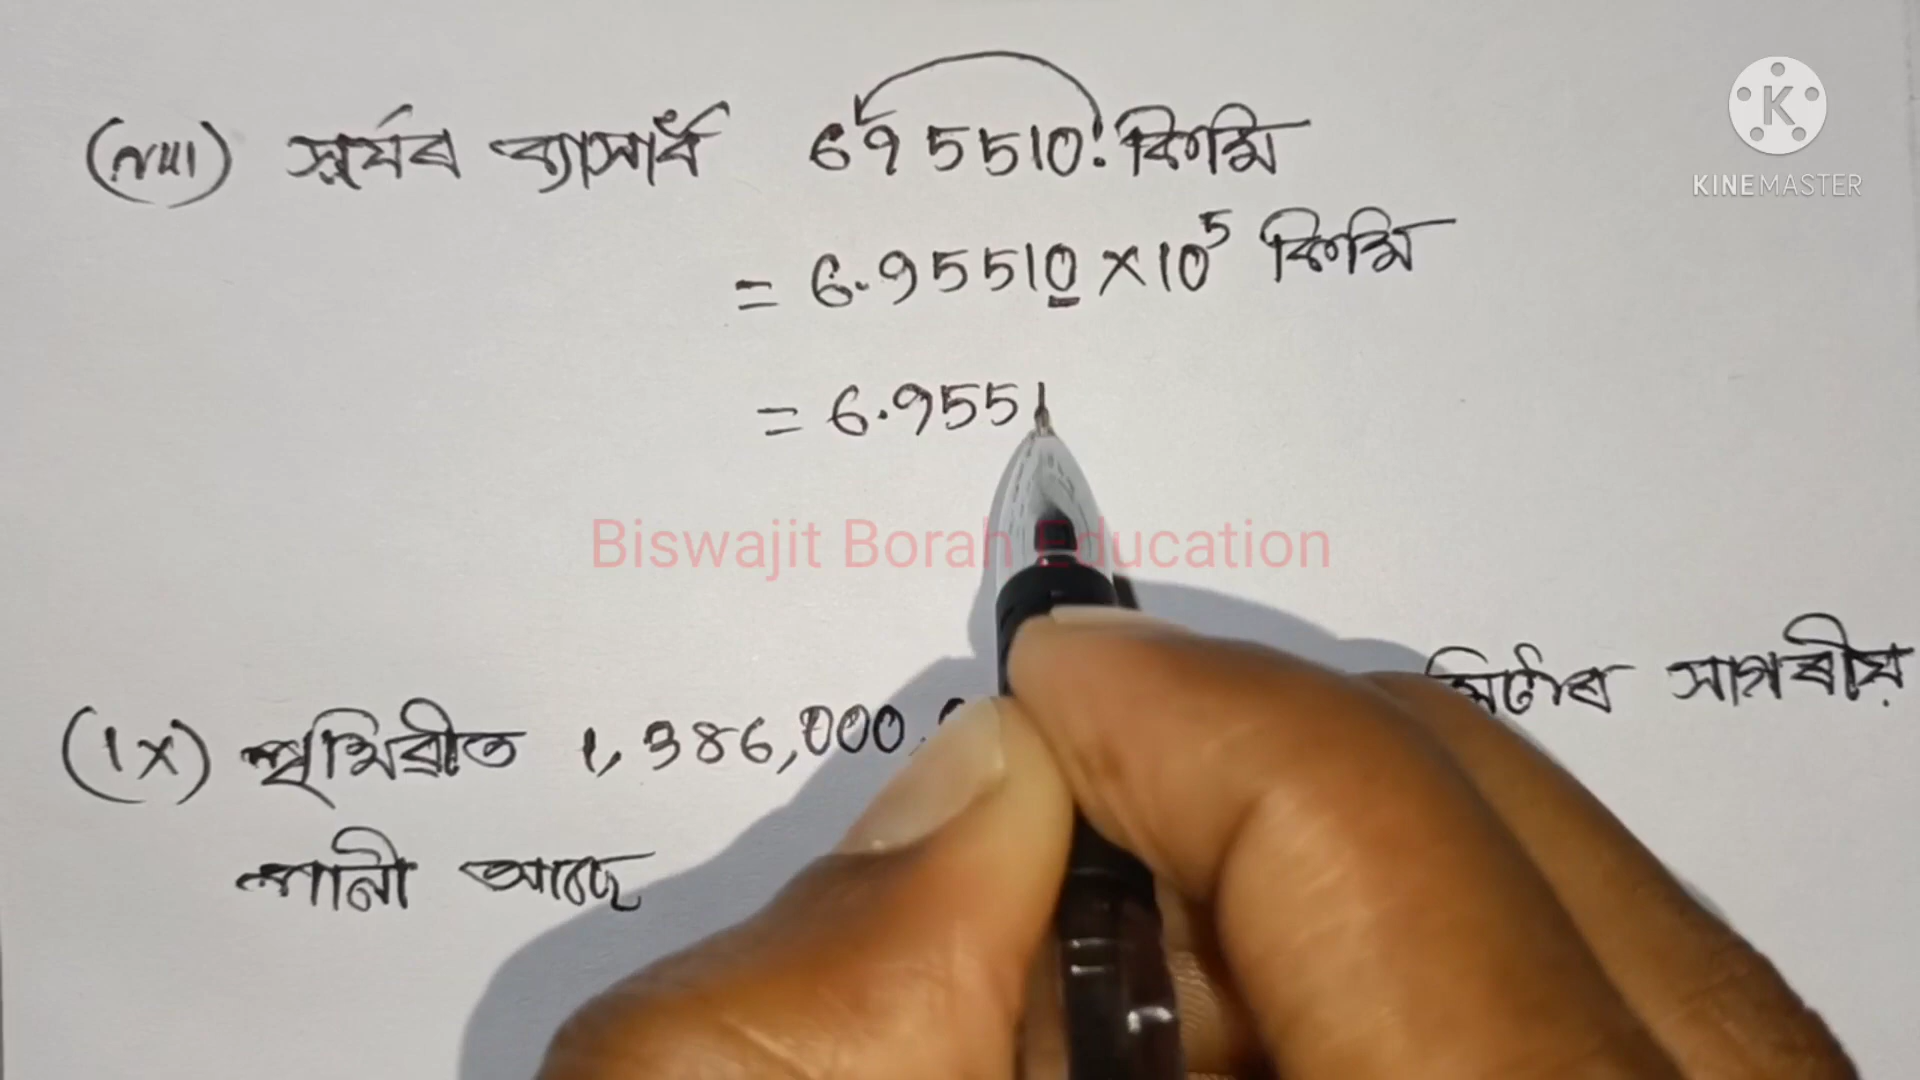 (viii) সূৰ্যৰ ব্যাসাৰ্ধ 695510. কিঃমিঃ
= 6.95510 × 10⁵ কিঃমিঃ
= 6.9551
(ix) পৃথিৱীত 1,386,000, মিটাৰ সাগৰীয়
পানী আছে
Biswajit Borah Education
KINEMASTER